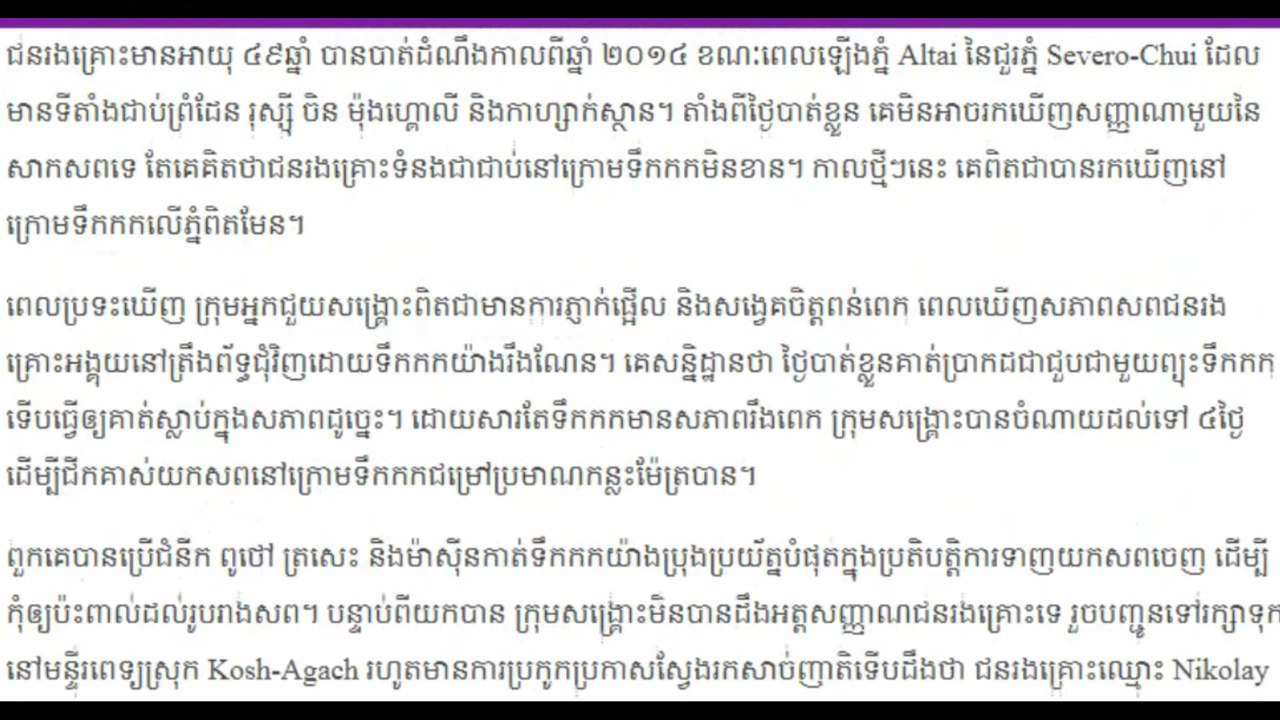 ជនរងគ្រោះមានអាយុ ៤៩ឆ្នាំ បានបាត់ដំណឹងកាលពីឆ្នាំ ២០១៤ ខណៈពេលឡើងភ្នំ Altai នៃជួរភ្នំ Severo-Chui ដែល
មានទីតាំងជាប់ព្រំដែន រុស្ស៊ី ចិន ម៉ុងហ្គោលី និងកាហ្សាក់ស្ថាន។ តាំងពីថ្ងៃបាត់ខ្លួន គេមិនអាចរកឃើញសញ្ញាណាមួយនៃ
សាកសពទេ តែគេគិតថាជនរងគ្រោះទំនងជាជាប់នៅក្រោមទឹកកកមិនខាន។ កាលថ្មីៗនេះ គេពិតជាបានរកឃើញនៅ
ក្រោមទឹកកកលើភ្នំពិតមែន។
ពេលប្រទះឃើញ ក្រុមអ្នកជួយសង្គ្រោះពិតជាមានការភ្ញាក់ផ្អើល និងសង្វេគចិត្តពន់ពេក ពេលឃើញសភាពសពជនរង
គ្រោះអង្គុយនៅត្រឹងព័ទ្ធជុំវិញដោយទឹកកកយ៉ាងរឹងណែន។ គេសន្និដ្ឋានថា ថ្ងៃបាត់ខ្លួនគាត់ប្រាកដជាជួបជាមួយព្យុះទឹកកក
ទើបធ្វើឲ្យគាត់ស្លាប់ក្នុងសភាពដូច្នេះ។ ដោយសារតែទឹកកកមានសភាពរឹងពេក ក្រុមសង្គ្រោះបានចំណាយដល់ទៅ ៤ថ្ងៃ
ដើម្បីជីកគាស់យកសពនៅក្រោមទឹកកកជម្រៅប្រមាណកន្លះម៉ែត្របាន។
ពួកគេបានប្រើជំនីក ពូថៅ ត្រសេះ និងម៉ាស៊ីនកាត់ទឹកកកយ៉ាងប្រុងប្រយ័ត្នបំផុតក្នុងប្រតិបត្តិការទាញយកសពចេញ ដើម្បី
កុំឲ្យប៉ះពាល់ដល់រូបរាងសព។ បន្ទាប់ពីយកបាន ក្រុមសង្គ្រោះមិនបានដឹងអត្តសញ្ញាណជនរងគ្រោះទេ រួចបញ្ជូនទៅរក្សាទុក
នៅមន្ទីរពេទ្យស្រុក Kosh-Agach រហូតមានការប្រកូកប្រកាសស្វែងរកសាច់ញាតិទើបដឹងថា ជនរងគ្រោះឈ្មោះ Nikolay